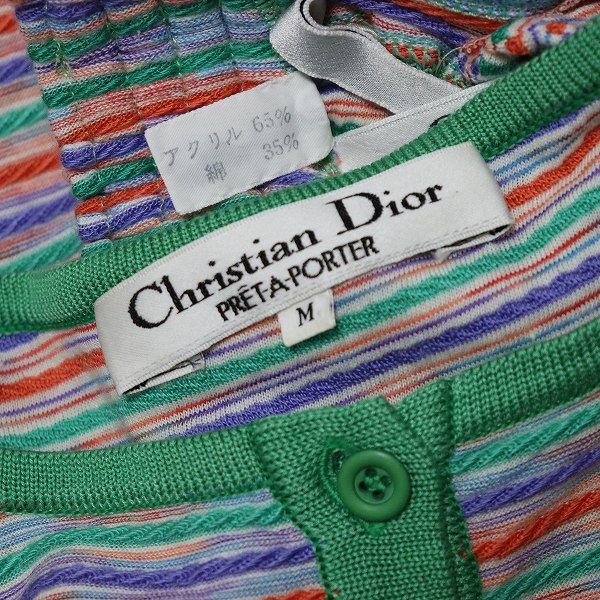 アクリル 65%
綿 35%
Christian Dior
PRÊT-À-PORTER
M